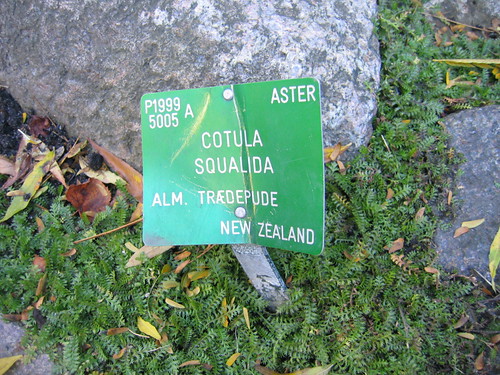 P1999 A ASTER
5005
COTULA
SQUALIDA
ALM. TRÆDEPUDE
NEW ZEALAND